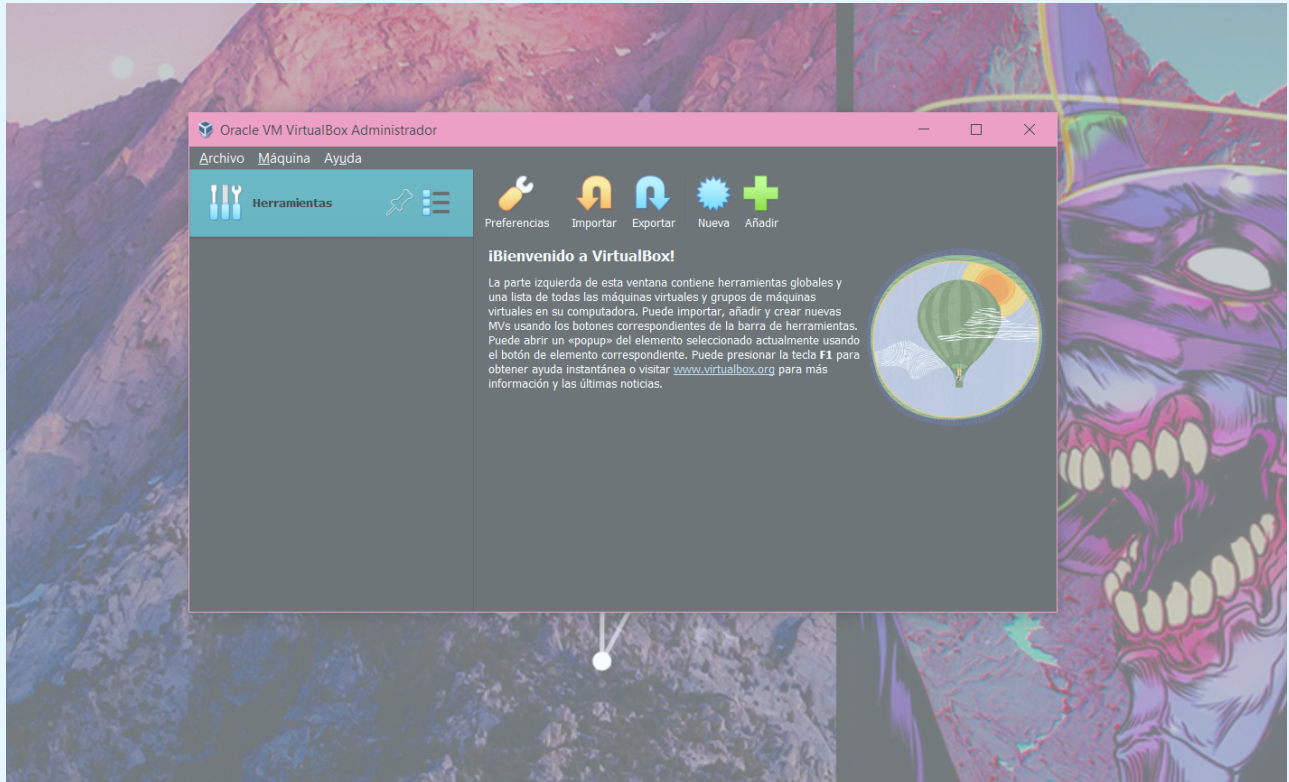 Oracle VM VirtualBox Administrador
Archivo Máquina Ayuda
Herramientas
Preferencias Importar Exportar Nueva Añadir
¡Bienvenido a VirtualBox!
La parte izquierda de esta ventana contiene herramientas globales y
una lista de todas las máquinas virtuales y grupos de máquinas
virtuales en su computadora. Puede importar, añadir y crear nuevas
MVs usando los botones correspondientes de la barra de herramientas.
Puede abrir un «popup» del elemento seleccionado actualmente usando
el botón de elemento correspondiente. Puede presionar la tecla F1 para
obtener ayuda instantánea o visitar www.virtualbox.org para más
información y las últimas noticias.